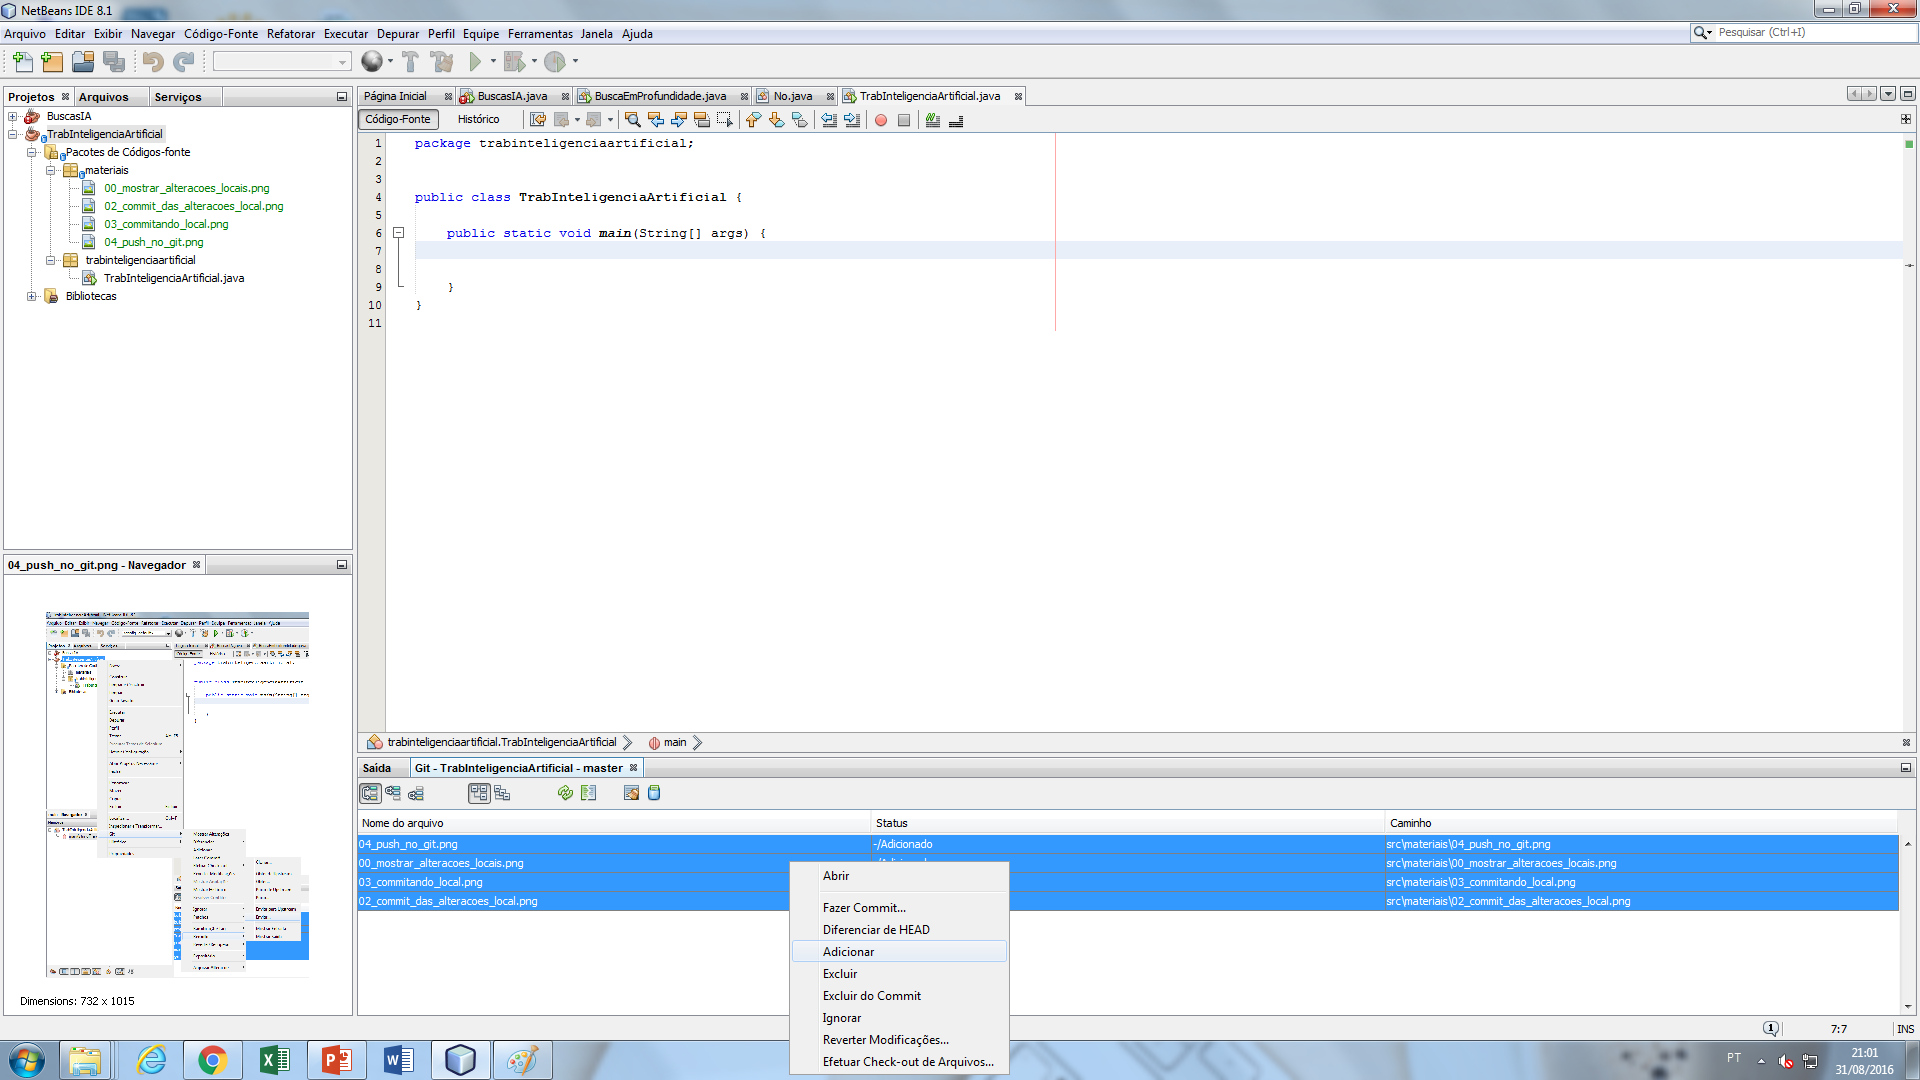 NetBeans IDE 8.1
Arquivo Editar Exibir Navegar Código-Fonte Refatorar Executar Depurar Perfil Equipe Ferramentas Janela Ajuda
Pesquisar (Ctrl+I)
Projetos Arquivos Serviços
BuscasIA
TrabInteligenciaArtificial
Pacotes de Códigos-fonte
materiais
00_mostrar_alteracoes_locais.png
02_commit_das_alteracoes_local.png
03_commitando_local.png
04_push_no_git.png
trabinteligenciaartificial
TrabInteligenciaArtificial.java
Bibliotecas
Página Inicial BuscasIA.java BuscaEmProfundidade.java No.java TrabInteligenciaArtificial.java
Código-Fonte Histórico
1 package trabinteligenciaartificial;
2
3
4 public class TrabInteligenciaArtificial {
5
6 public static void main(String[] args) {
7
8
9 }
10 }
11
04_push_no_git.png - Navegador
Dimensions: 732 x 1015
trabinteligenciaartificial.TrabInteligenciaArtificial main
Saída Git - TrabInteligenciaArtificial - master
Nome do arquivo Status Caminho
04_push_no_git.png -/Adicionado src\materiais\04_push_no_git.png
00_mostrar_alteracoes_locais.png src\materiais\00_mostrar_alteracoes_locais.png
03_commitando_local.png src\materiais\03_commitando_local.png
02_commit_das_alteracoes_local.png src\materiais\02_commit_das_alteracoes_local.png
Abrir
Fazer Commit...
Diferenciar de HEAD
Adicionar
Excluir
Excluir do Commit
Ignorar
Reverter Modificações...
Efetuar Check-out de Arquivos...
1 7:7 INS
PT
21:01
31/08/2016